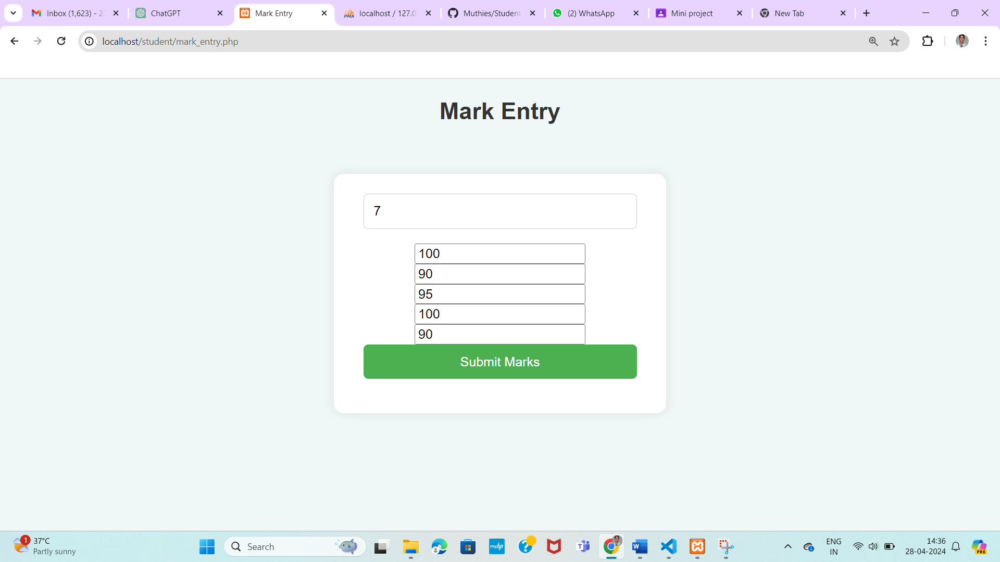 Inbox (1,623) - 2
ChatGPT
Mark Entry
localhost / 127.0.
Muthies/Student
(2) WhatsApp
Mini project
New Tab
localhost/student/mark_entry.php
Mark Entry
7
100
90
95
100
90
Submit Marks
1
37°C
Partly sunny
Search
myhp
ENG
IN
14:36
28-04-2024
PRE